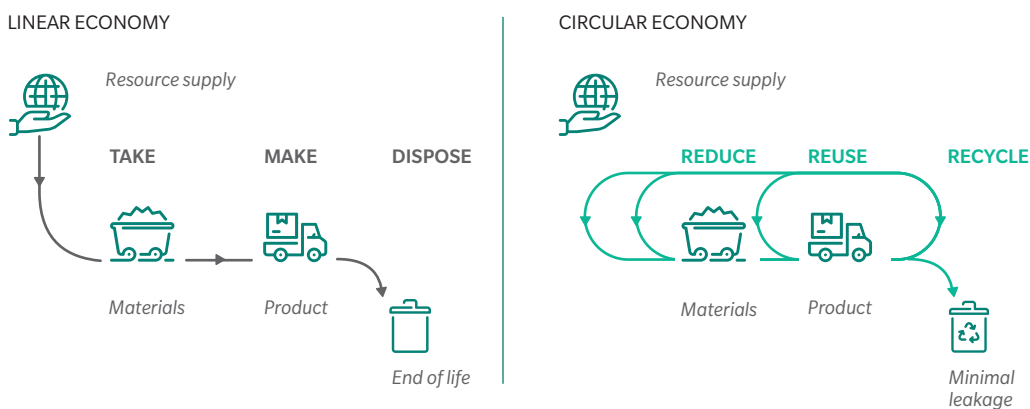 LINEAR ECONOMY
Resource supply
TAKE
MAKE
DISPOSE
Materials
Product
End of life
CIRCULAR ECONOMY
Resource supply
REDUCE
REUSE
RECYCLE
Materials
Product
Minimal
leakage